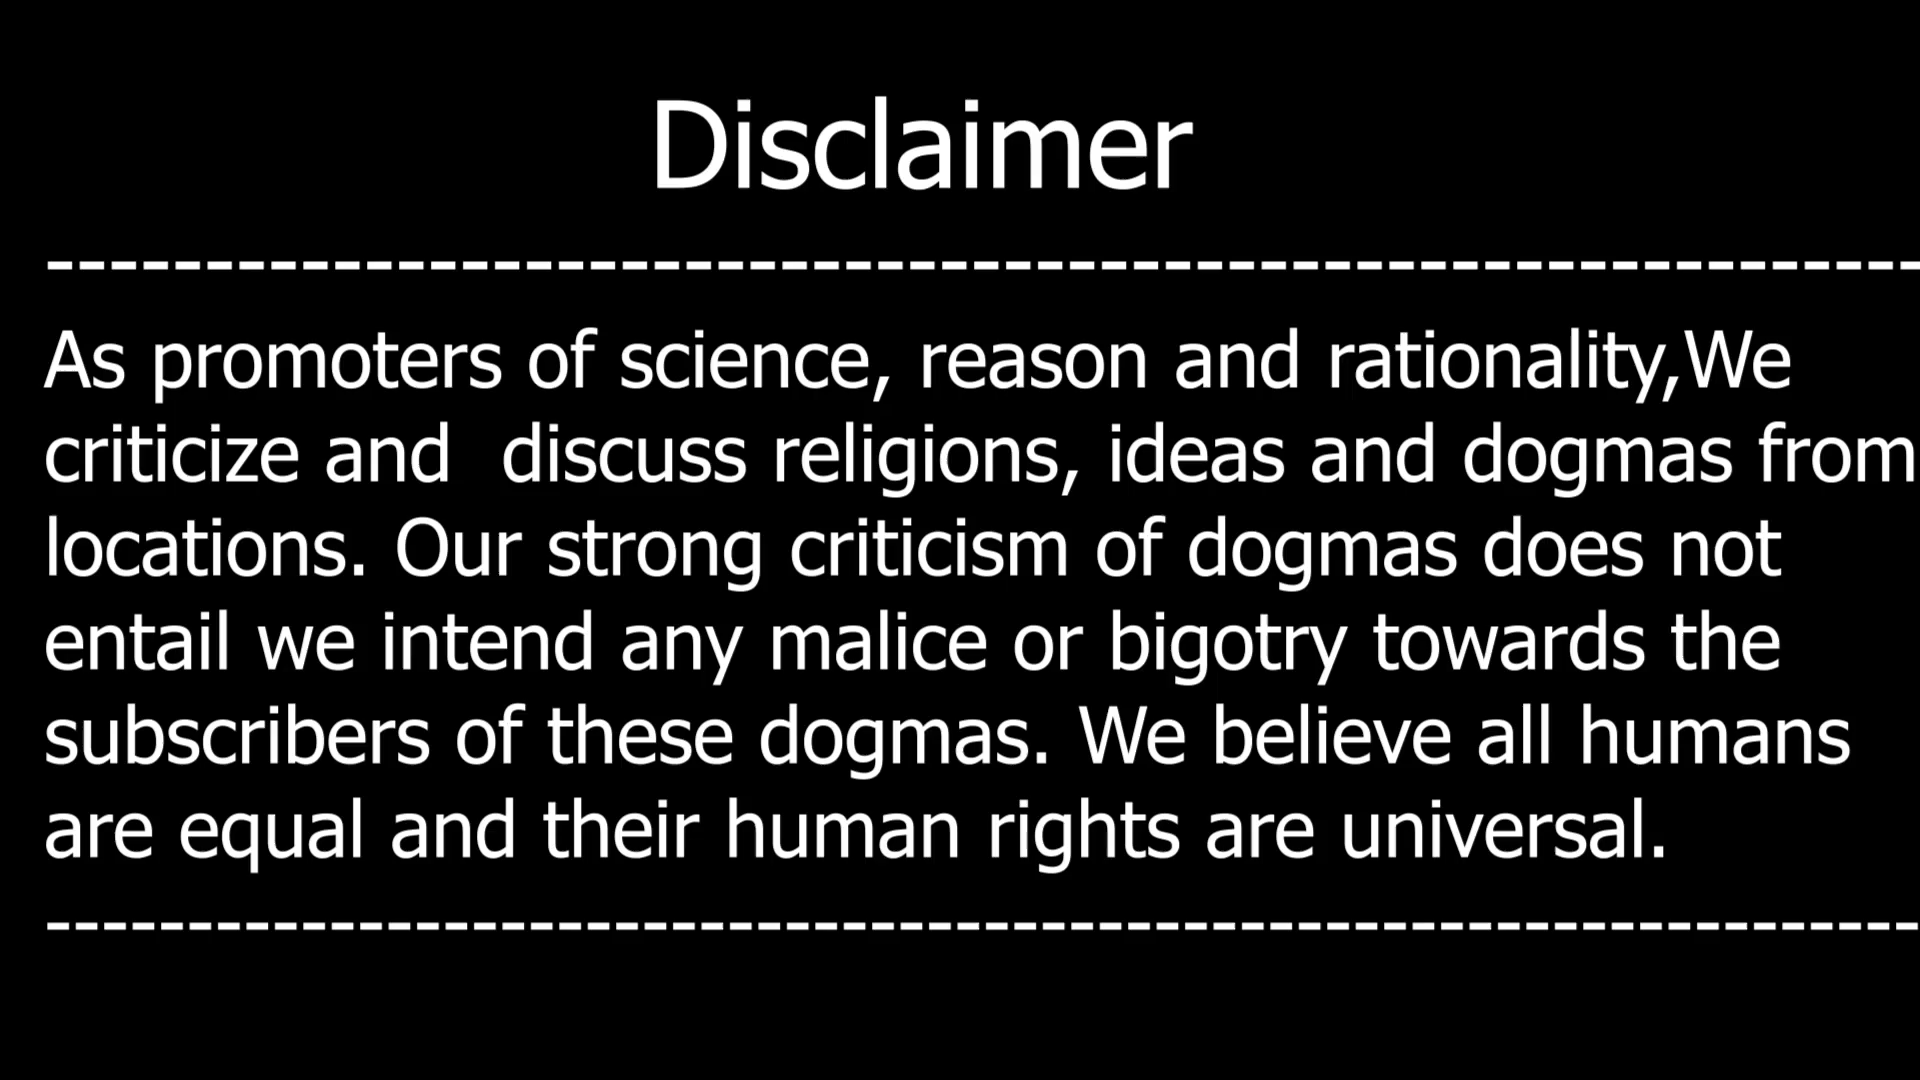 Disclaimer
---------------------------------------------------------
As promoters of science, reason and rationality,We
criticize and  discuss religions, ideas and dogmas from
locations. Our strong criticism of dogmas does not
entail we intend any malice or bigotry towards the
subscribers of these dogmas. We believe all humans
are equal and their human rights are universal.
---------------------------------------------------------